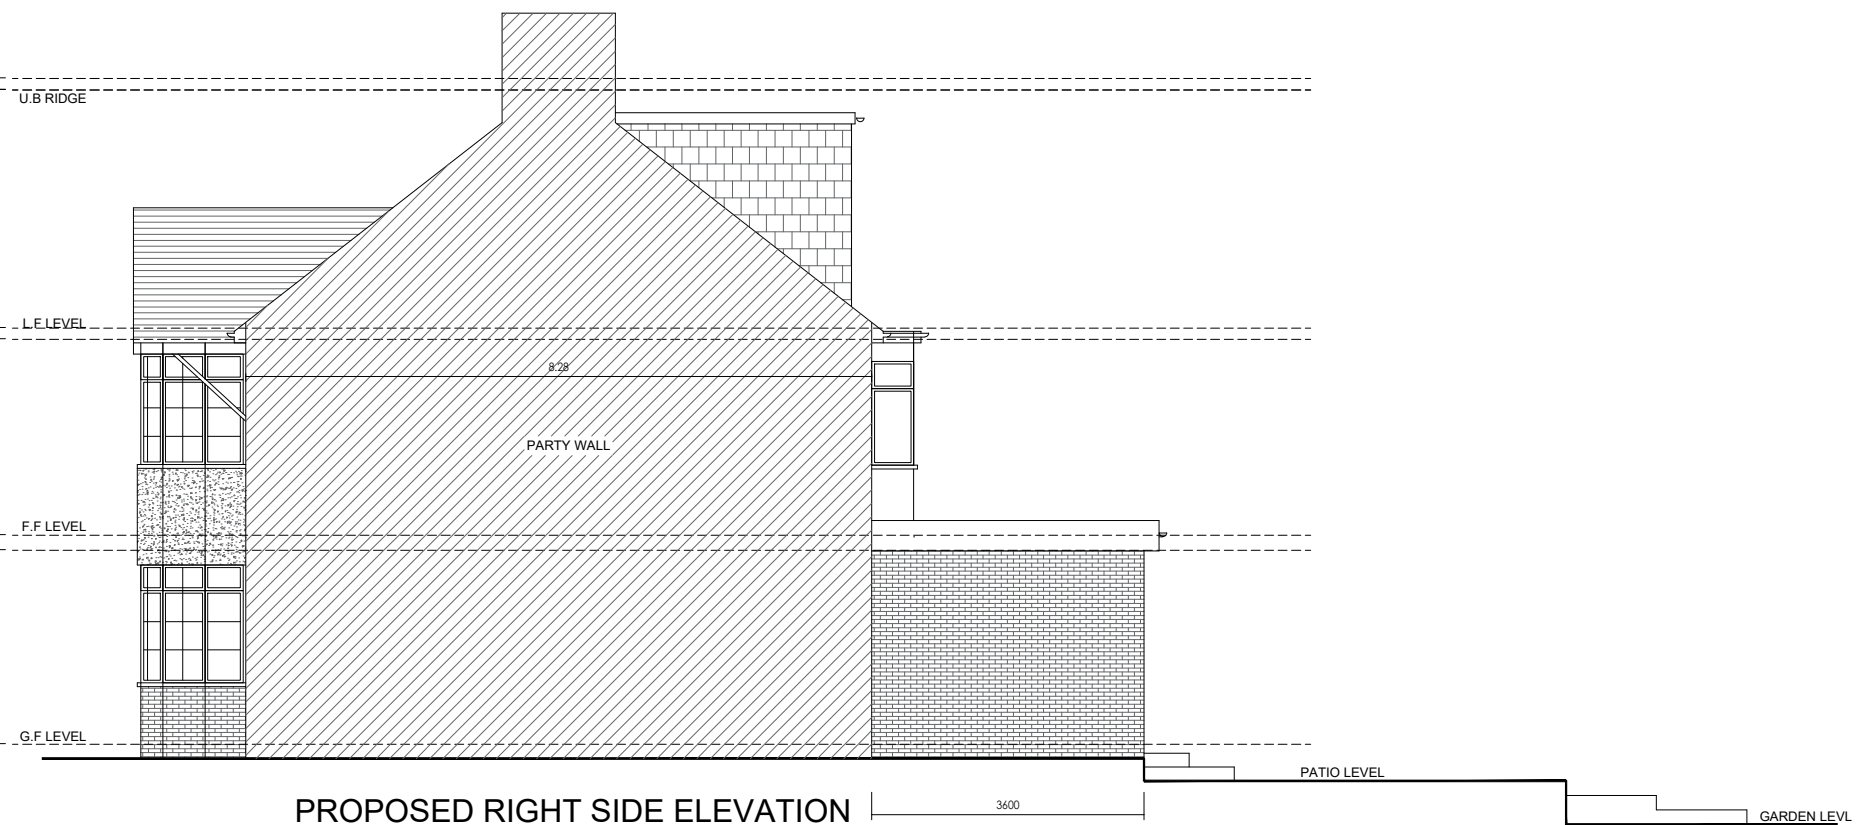 U.B RIDGE
L.F LEVEL
8.28
PARTY WALL
F.F LEVEL
G.F LEVEL
PATIO LEVEL
PROPOSED RIGHT SIDE ELEVATION
3600
GARDEN LEVL